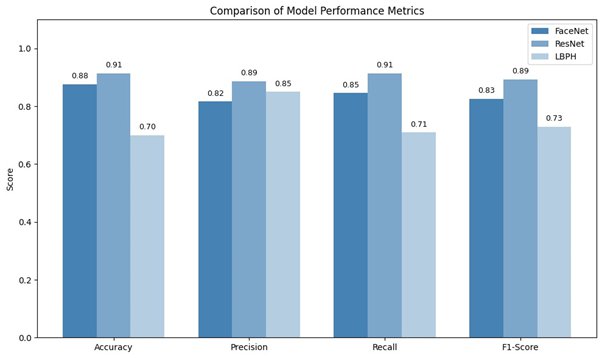 Comparison of Model Performance Metrics
FaceNet
ResNet
LBPH
Score
1.0
0.8
0.6
0.4
0.2
0.0
0.88
0.91
0.70
0.82
0.89
0.85
0.85
0.91
0.71
0.83
0.89
0.73
Accuracy
Precision
Recall
F1-Score